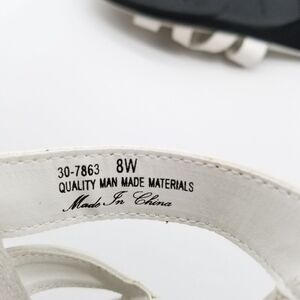 30-7863 8W
QUALITY MAN MADE MATERIALS
Made In China